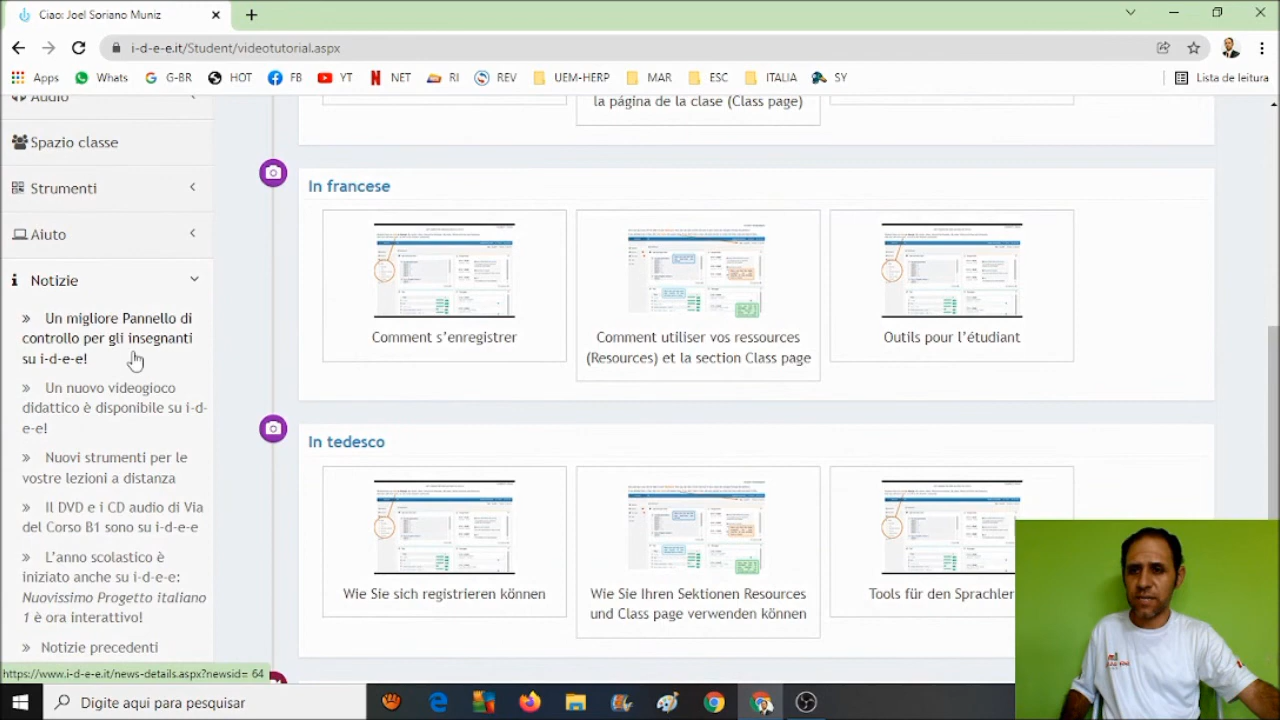 Ciao: Joel Soriano Muniz
i-d-e-e.it/Student/videotutorial.aspx
Apps
Whats
G-BR
HOT
FB
YT
NET
RI
REV
UEM-HERP
MAR
ESC
ITALIA
SY
Lista de leitura
Audio
Spazio classe
Strumenti
Aiuto
Notizie
» Un migliore Pannello di
controllo per gli insegnanti
su i-d-e-e!
» Un nuovo videogioco
didattico è disponibile su i-d-
e-e!
» Nuovi strumenti per le
vostre lezioni a distanza
» Il DVD e i CD audio di Via
del Corso B1 sono su i-d-e-e
» L'anno scolastico è
iniziato anche su i-d-e-e:
Nuovissimo Progetto italiano
1 è ora interattivo!
» Notizie precedenti
la página de la clase (Class page)
In francese
Comment s'enregistrer
Comment utiliser vos ressources
(Resources) et la section Class page
Outils pour l'étudiant
In tedesco
Wie Sie sich registrieren können
Wie Sie Ihren Sektionen Resources
und Class page verwenden können
Tools für den Sprachler
https://www.i-d-e-e.it/news-details.aspx?newsid= 64
Digite aqui para pesquisar